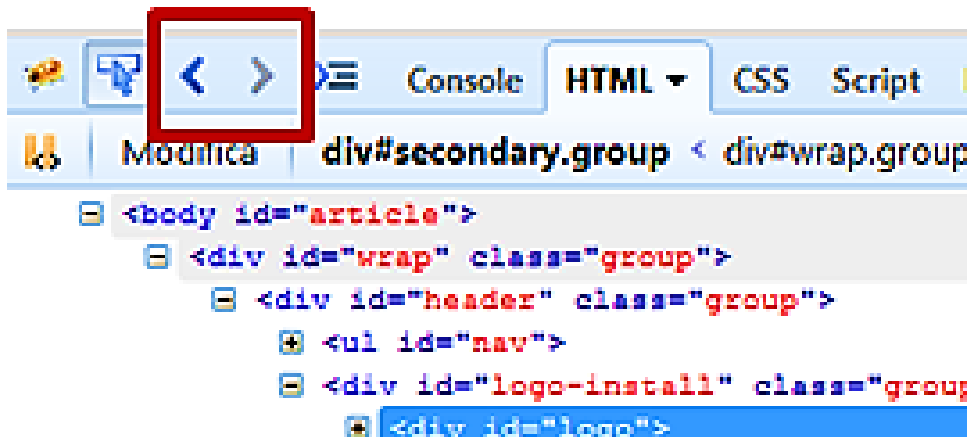 Console HTML CSS Script
Modifica div#secondary.group < div#wrap.group
<body id="article">
<div id="wrap" class="group">
<div id="header" class="group">
<ul id="nav">
<div id="logo-install" class="group
<div id="logo">